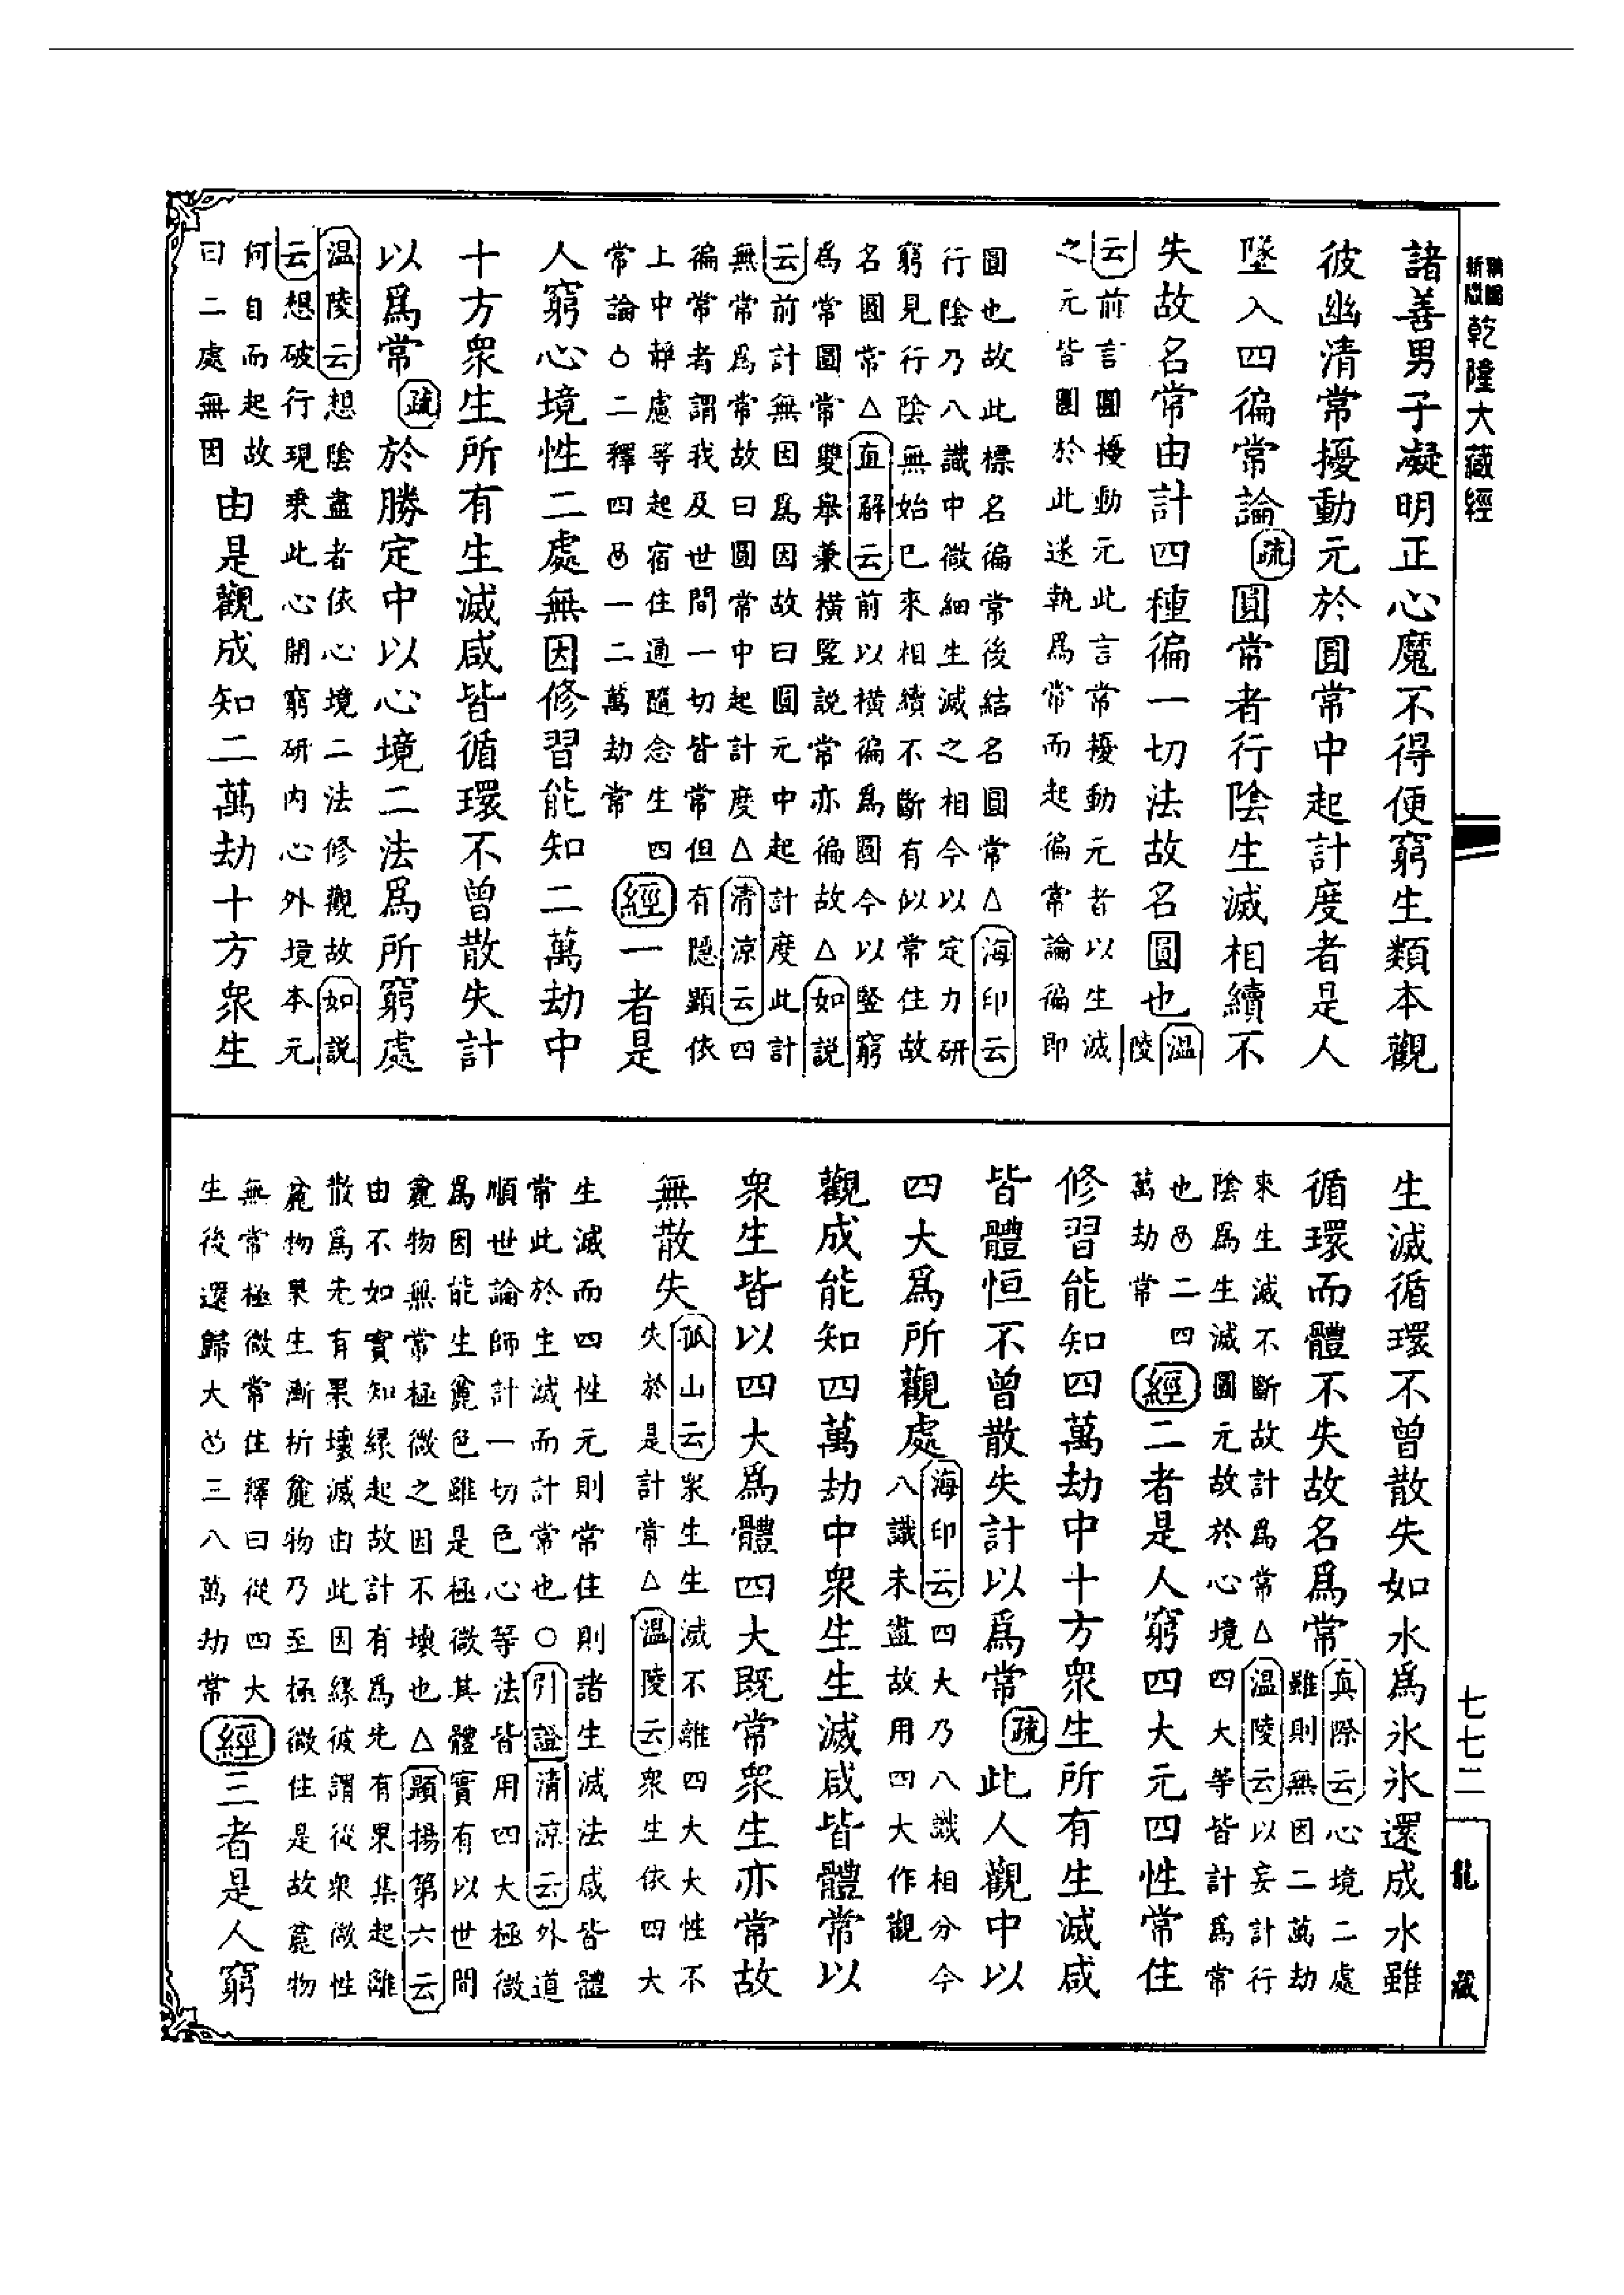 乾隆大藏經
諸善男子凝明正心魔不得便窮生類本觀
彼幽清常擾動元於圓常中起計度者是人
墜入四徧常論疏圓常者行陰生滅相續不
失故名常由計四種徧一切法故名圓也溫陵
云前言圓擾動元此言常擾動元者以生滅
之元皆圓於此遂執爲常而起徧常論徧即
圓也故此標名徧常後結名圓常△海印云
行陰乃八識中微細生滅之相今以定力研
窮見行陰無始已來相續不斷有似常住故
名圓常△直解云前以橫徧爲圓今以豎窮
爲常圓常雙舉兼橫豎說常亦徧故△如説
云前計無因爲因故曰圓元中起計度此計
無常爲常故曰圓常中起計度△清涼云四
徧常者謂我及世間一切皆常但有隱顯依
上中靜慮等起宿住通隨念生四
常論○二釋四㊀一二萬劫常
經一者是
人窮心境性二處無因修習能知二萬劫中
十方衆生所有生滅咸皆循環不曾散失計
以爲常疏於勝定中以心境二法爲所窮處
溫陵云想陰盡者依心境二法修觀故如説
云想破行現乘此心開窮研内心外境本元
何自而起故
曰二處無因
由是觀成知二萬劫十方衆生
生滅循環不曾散失如水爲氷氷還成水雖
循環而體不失故名爲常
真際云心境二處
雖則無因二萬劫
來生滅不斷故計爲常△溫陵云以妄計行
陰爲生滅圓元故於心境四大等皆計爲常
也㊀二四
萬劫常
經二者是人窮四大元四性常住
修習能知四萬劫中十方衆生所有生滅咸
皆體恒不曾散失計以爲常疏此人觀中以
四大爲所觀處
海印云四大乃八識相分今
八識未盡故用四大作觀
觀成能知四萬劫中衆生生滅咸皆體常以
衆生皆以四大爲體四大既常衆生亦常故
無散失
孤山云衆生生滅不離四大大性不
失於是計常△溫陵云衆生依四大
生滅而四性元則常住則諸生滅法咸皆體
常此於生滅而計常也○引證清涼云外道
順世論師計一切色心等法皆用四大極微
爲因能生麁色雖是極微其體實有以世間
麁物無常極微之因不壞也△顯揚第六云
由不如實知緣起故計有爲先有果集起離
散爲先有果壞滅由此因緣彼謂從衆微性
麁物果生漸析麁物乃至極微住是故麁物
無常極微常住釋曰從四大
生後還歸大㊀三八萬劫常
經三者是人窮
七七二
龍藏